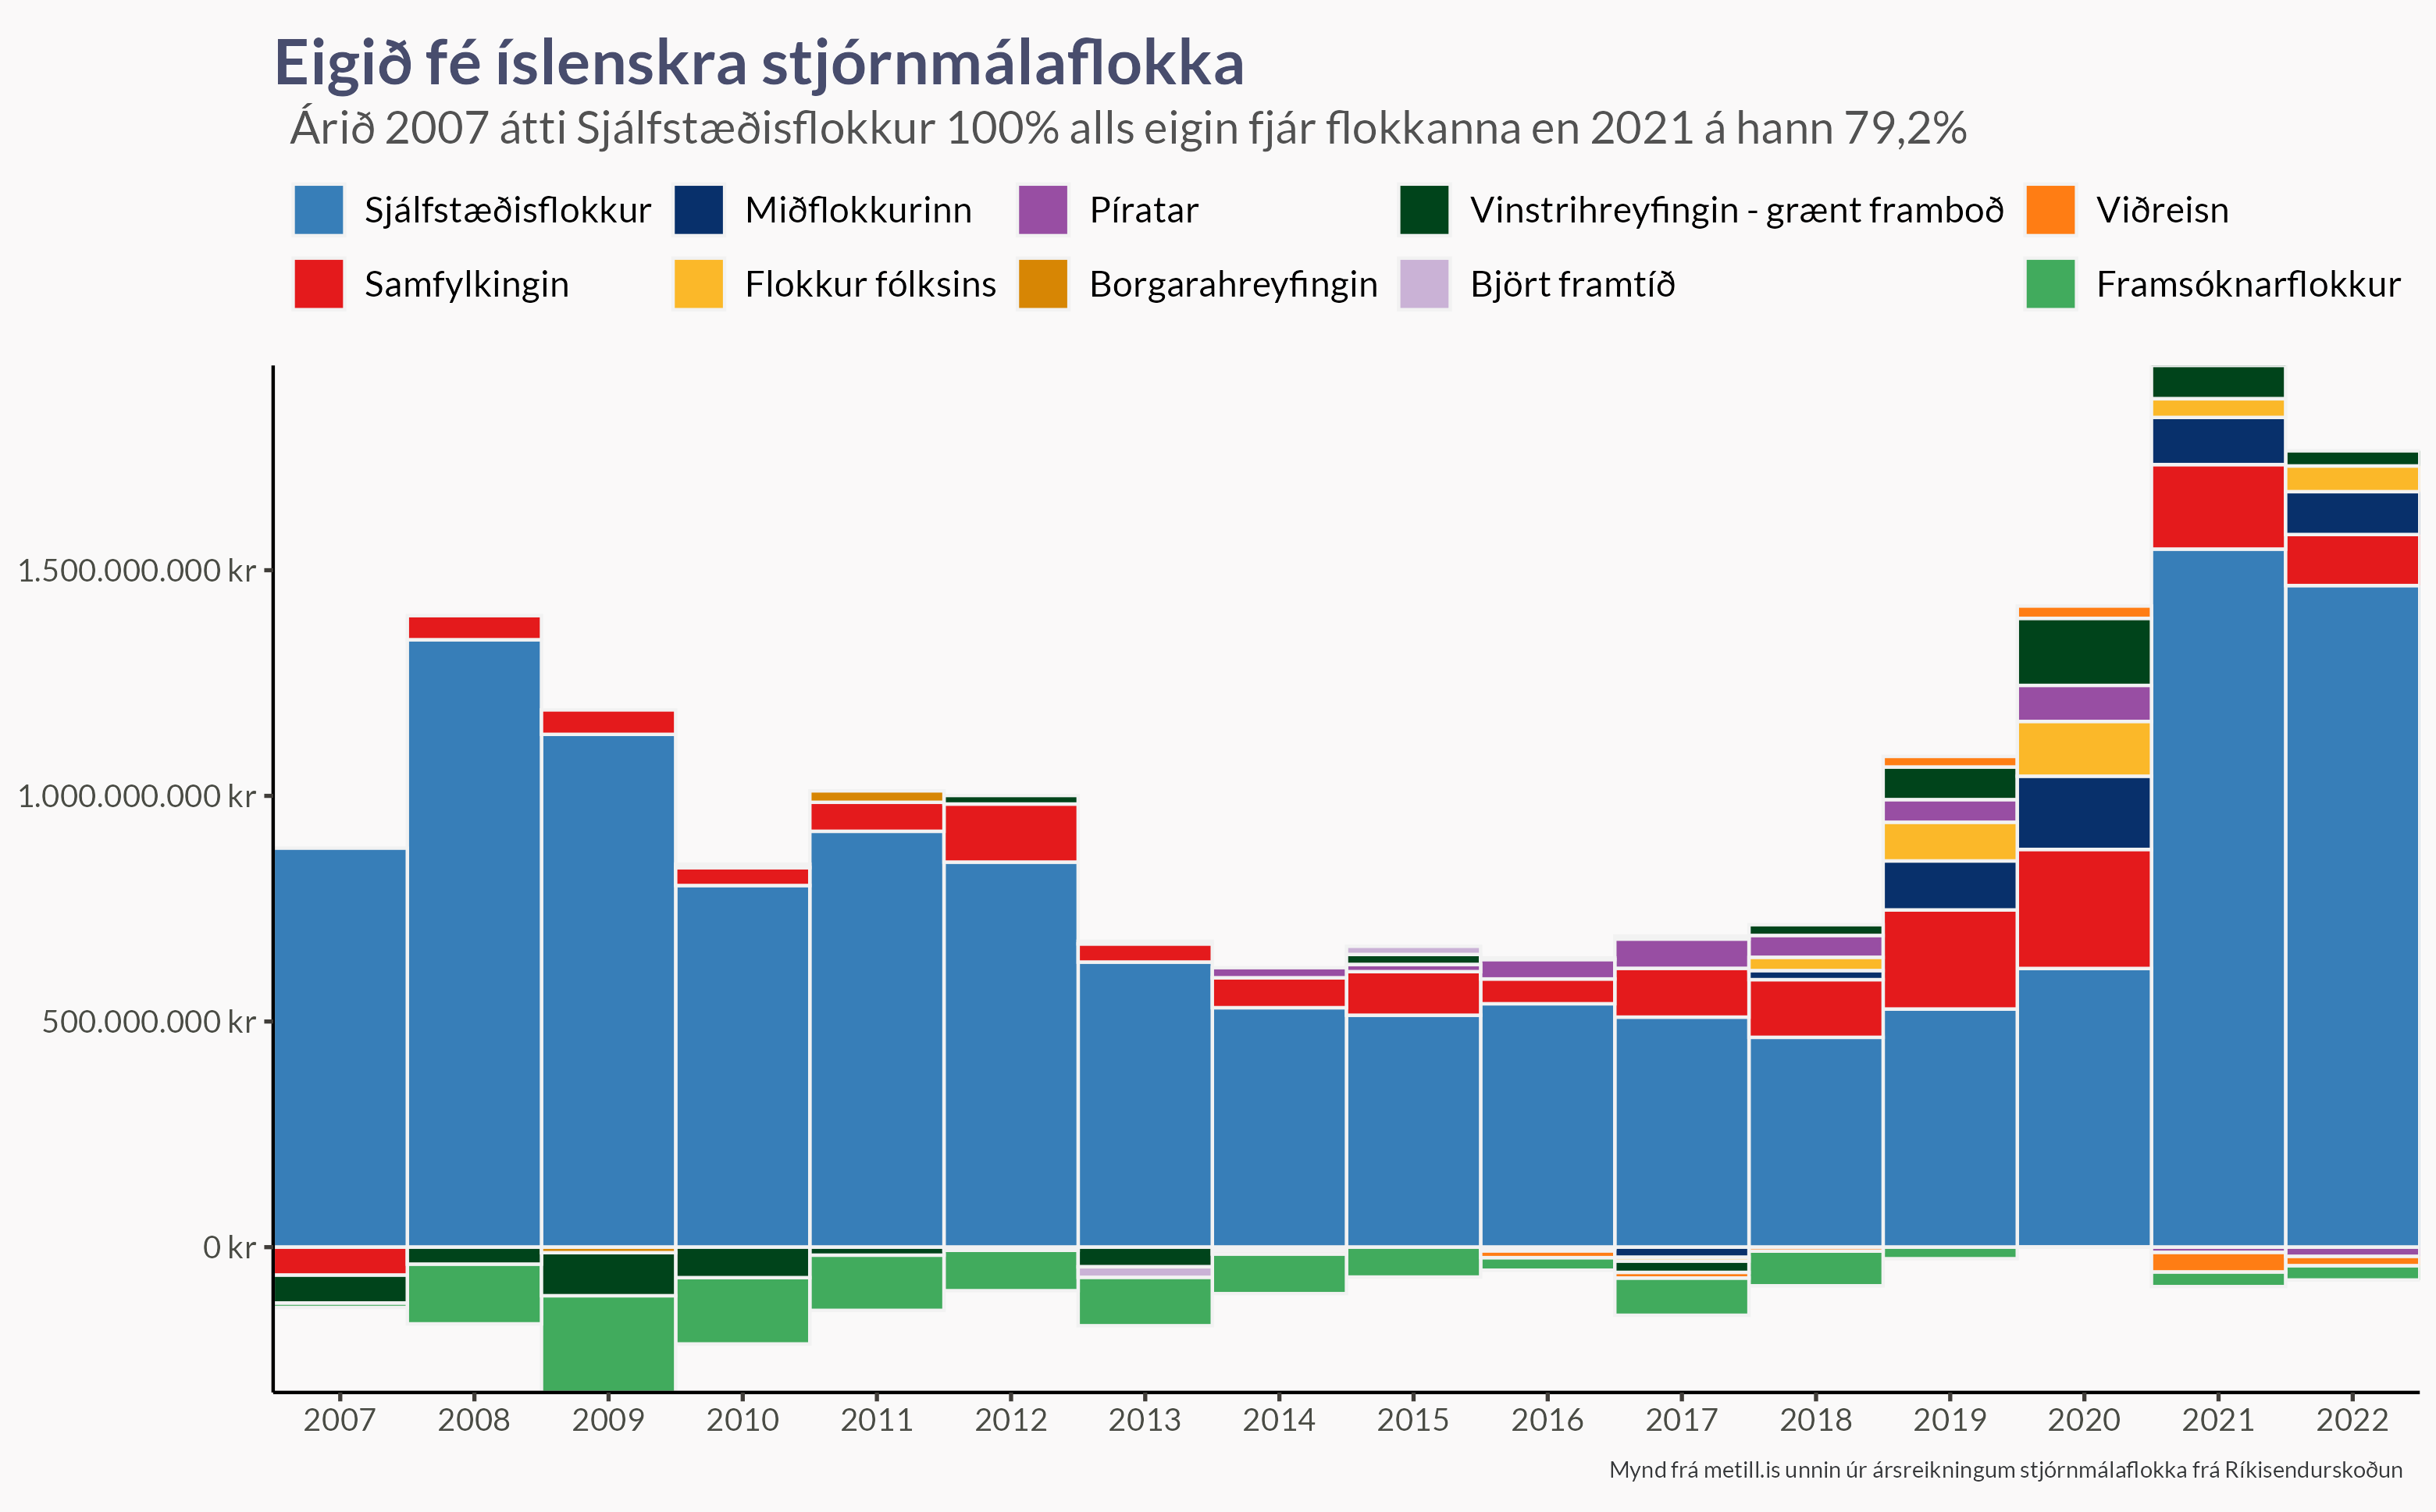 Eigið fé íslenskra stjórnmálaflokka
Árið 2007 átti Sjálfstæðisflokkur 100% alls eigin fjár flokkanna en 2021 á hann 79,2%
Sjálfstæðisflokkur Miðflokkurinn Píratar Vinstrihreyfingin - grænt framboð Viðreisn
Samfylkingin Flokkur fólksins Borgarahreyfingin Björt framtíð Framsóknarflokkur
1.500.000.000 kr
1.000.000.000 kr
500.000.000 kr
0 kr
2007 2008 2009 2010 2011 2012 2013 2014 2015 2016 2017 2018 2019 2020 2021 2022
Mynd frá metill.is unnin úr ársreikningum stjórnmálaflokka frá Ríkisendurskoðun